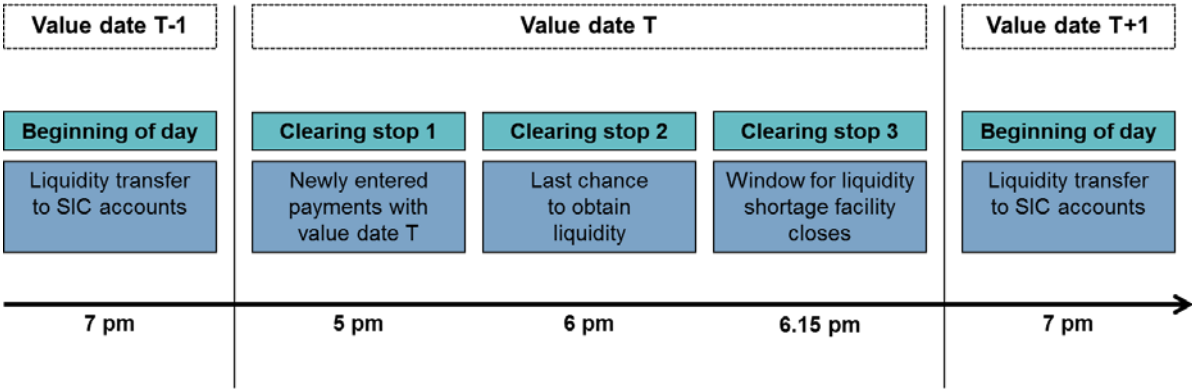 Value date T-1
Value date T
Value date T+1
Beginning of day
Clearing stop 1
Clearing stop 2
Clearing stop 3
Beginning of day
Liquidity transfer
to SIC accounts
Newly entered
payments with
value date T
Last chance
to obtain
liquidity
Window for liquidity
shortage facility
closes
Liquidity transfer
to SIC accounts
7 pm
5 pm
6 pm
6.15 pm
7 pm